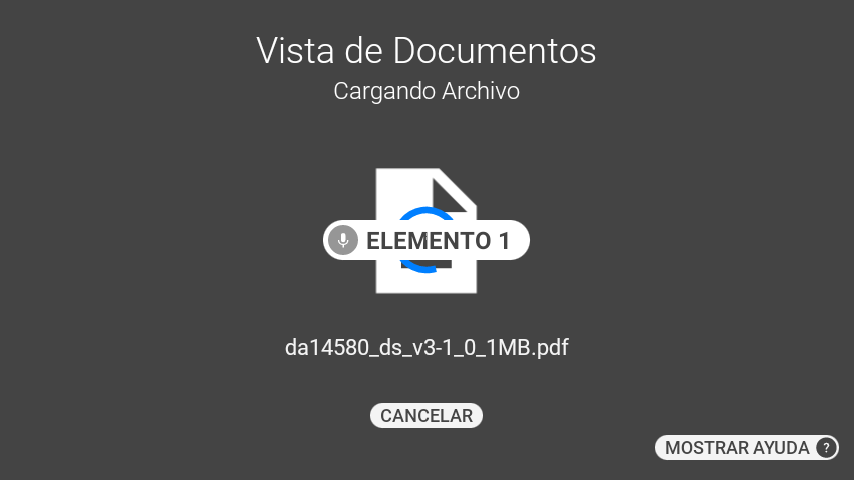 Vista de Documentos
Cargando Archivo
ELEMENTO 1
da14580_ds_v3-1_0_1MB.pdf
CANCELAR
MOSTRAR AYUDA ?